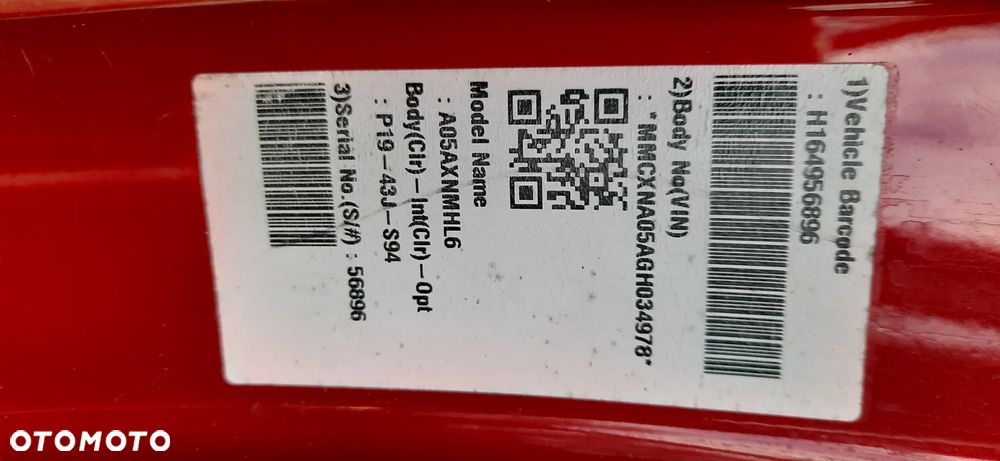 1)Vehicle Barcode
: H164956896
2)Body No(VIN)
: *MMCXNA05AGH034978*
Model Name
: A05AXNMHL6
Body(Clr)-Int(Clr)-Opt
: P19-43J-S94
3)Serial No.(S/#) : 56896
OTOMOTO